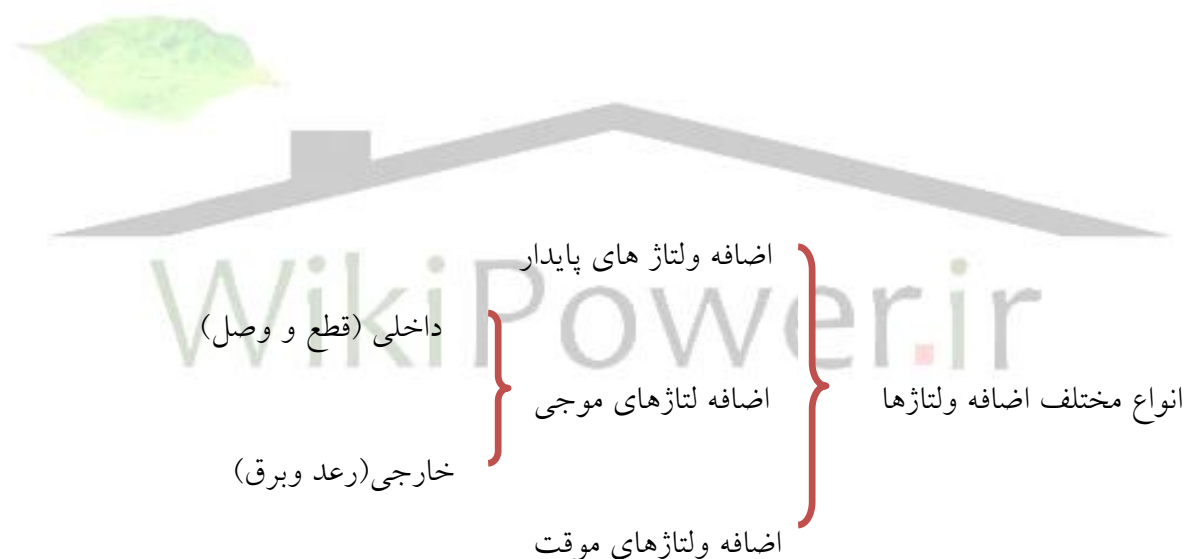 اضافه ولتاژ های پایدار
داخلی (قطع و وصل)
WikiPower.ir
انواع مختلف اضافه ولتاژها
اضافه لتاژهای موجی
خارجی(رعد وبرق)
اضافه ولتاژهای موقت